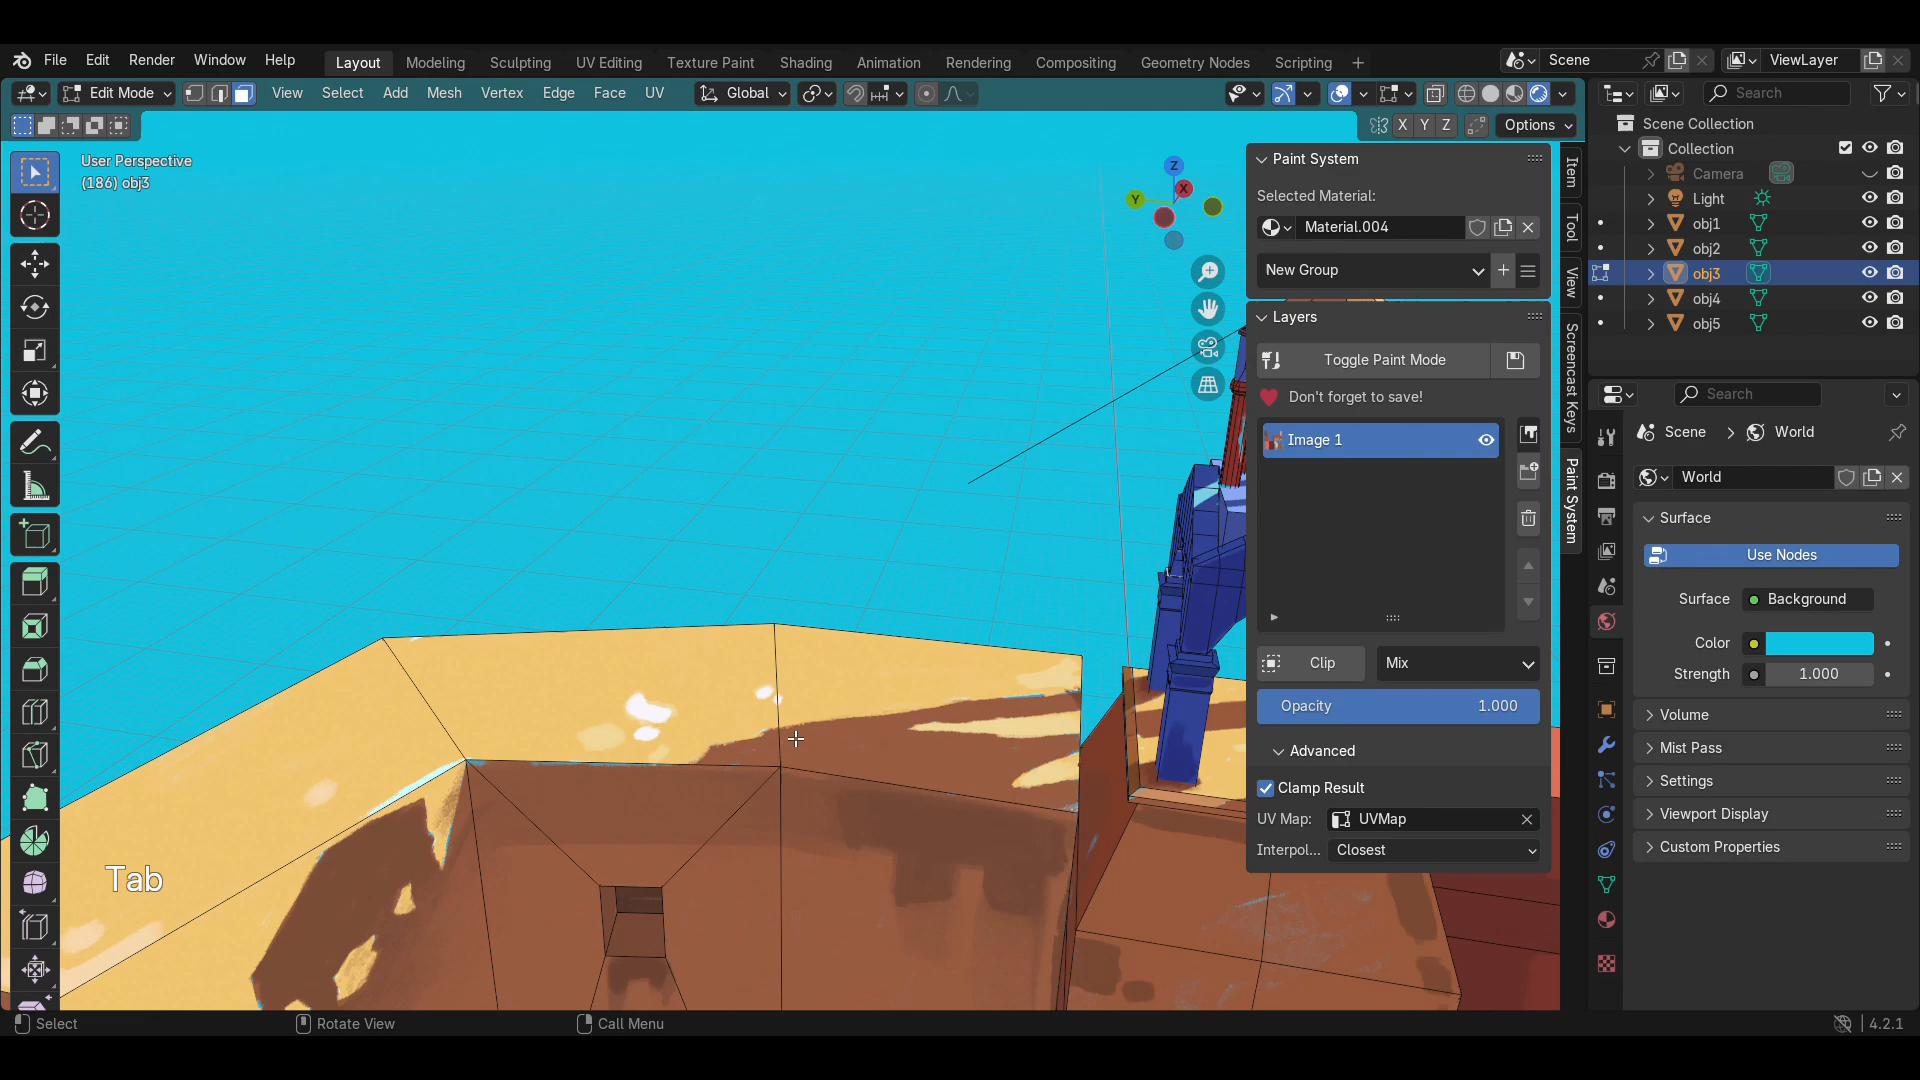 File Edit Render Window Help Layout Modeling Sculpting UV Editing Texture Paint Shading Animation Rendering Compositing Geometry Nodes Scripting + Scene ViewLayer
Edit Mode View Select Add Mesh Vertex Edge Face UV Global Search
X Y Z Options
User Perspective
(186) obj3
Z
X
Y
Paint System
Selected Material:
Material.004
New Group
Layers
Toggle Paint Mode
Don't forget to save!
Image 1
Clip Mix
Opacity 1.000
Advanced
Clamp Result
UV Map: UVMap
Interpol... Closest
Item
Tool
View
Screencast Keys
Paint System
Scene Collection
Collection
Camera
Light
obj1
obj2
obj3
obj4
obj5
Search
Scene World
World
Surface
Use Nodes
Surface Background
Color
Strength 1.000
Volume
Mist Pass
Settings
Viewport Display
Custom Properties
Tab
Select Rotate View Call Menu 4.2.1